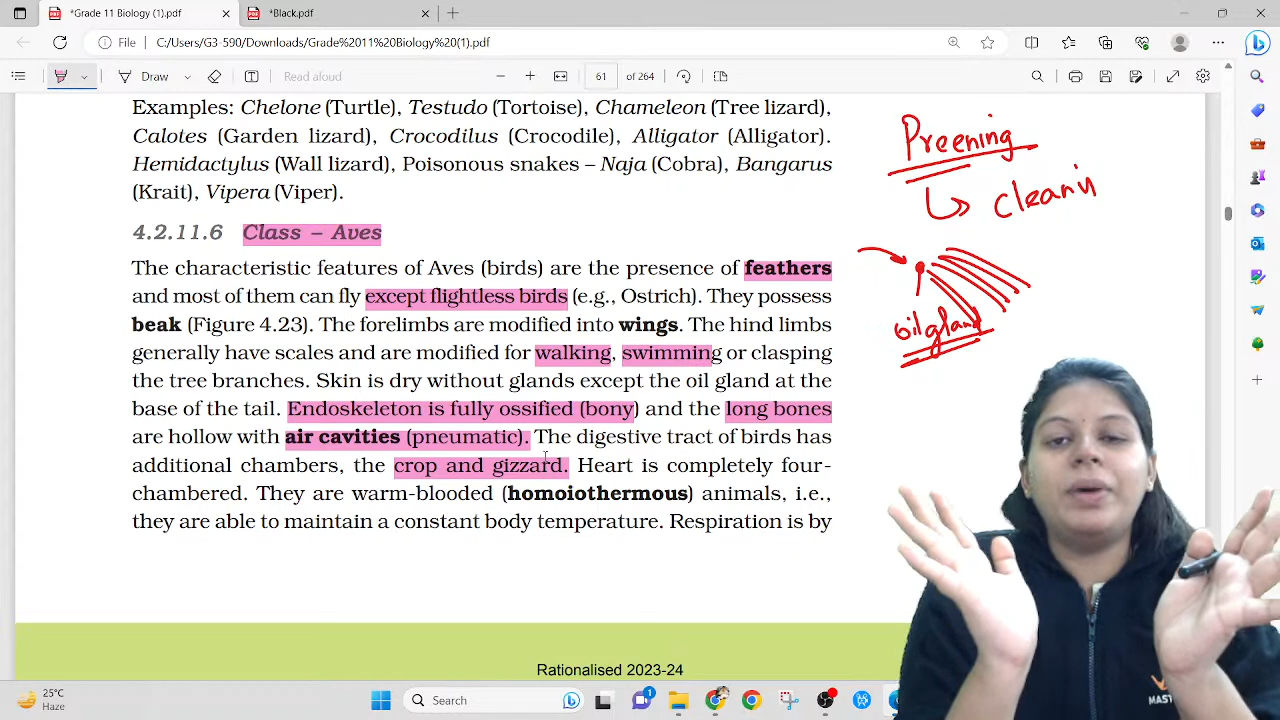 *Grade 11 Biology (1).pdf
*Black.pdf
File
C:/Users/G3-590/Downloads/Grade%2011%20Biology%20(1).pdf
Draw
Read aloud
61
of 264
Examples: Chelone (Turtle), Testudo (Tortoise), Chameleon (Tree lizard),
Calotes (Garden lizard), Crocodilus (Crocodile), Alligator (Alligator).
Hemidactylus (Wall lizard), Poisonous snakes – Naja (Cobra), Bangarus
(Krait), Vipera (Viper).
4.2.11.6 Class – Aves
The characteristic features of Aves (birds) are the presence of feathers
and most of them can fly except flightless birds (e.g., Ostrich). They possess
beak (Figure 4.23). The forelimbs are modified into wings. The hind limbs
generally have scales and are modified for walking, swimming or clasping
the tree branches. Skin is dry without glands except the oil gland at the
base of the tail. Endoskeleton is fully ossified (bony) and the long bones
are hollow with air cavities (pneumatic). The digestive tract of birds has
additional chambers, the crop and gizzard. Heart is completely four-
chambered. They are warm-blooded (homoiothermous) animals, i.e.,
they are able to maintain a constant body temperature. Respiration is by
Rationalised 2023-24
Preening
cleanin
oil gland
MAST
25°C
Haze
Search
1